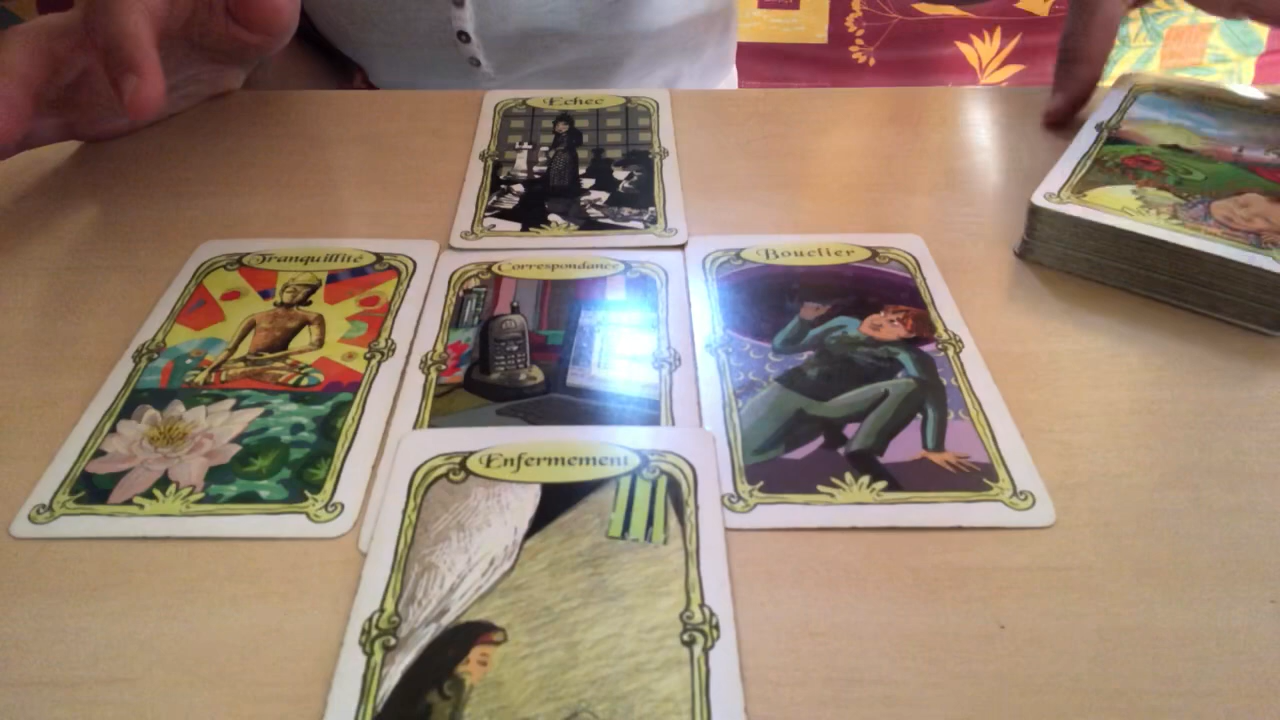 Echec
Tranquillité
Correspondance
Bouclier
Enfermement